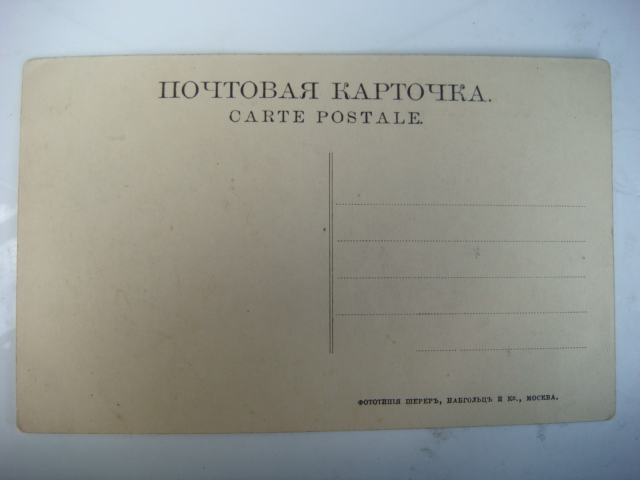 ПОЧТОВАЯ КАРТОЧКА.
CARTE POSTALE.
ФОТОТИПІЯ ШЕРЕРЪ, НАБГОЛЬЦЪ И Ко., МОСКВА.